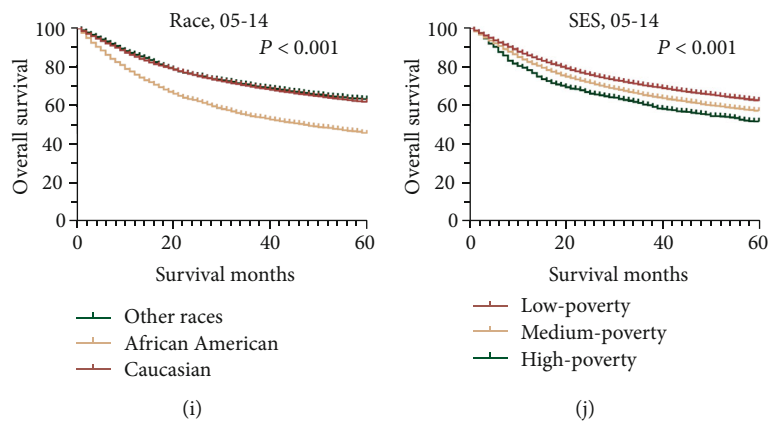 Race, 05-14
P < 0.001
Overall survival
100
80
60
40
20
0
0 20 40 60
Survival months
Other races
African American
Caucasian
(i)
SES, 05-14
P < 0.001
Overall survival
100
80
60
40
20
0
0 20 40 60
Survival months
Low-poverty
Medium-poverty
High-poverty
(j)